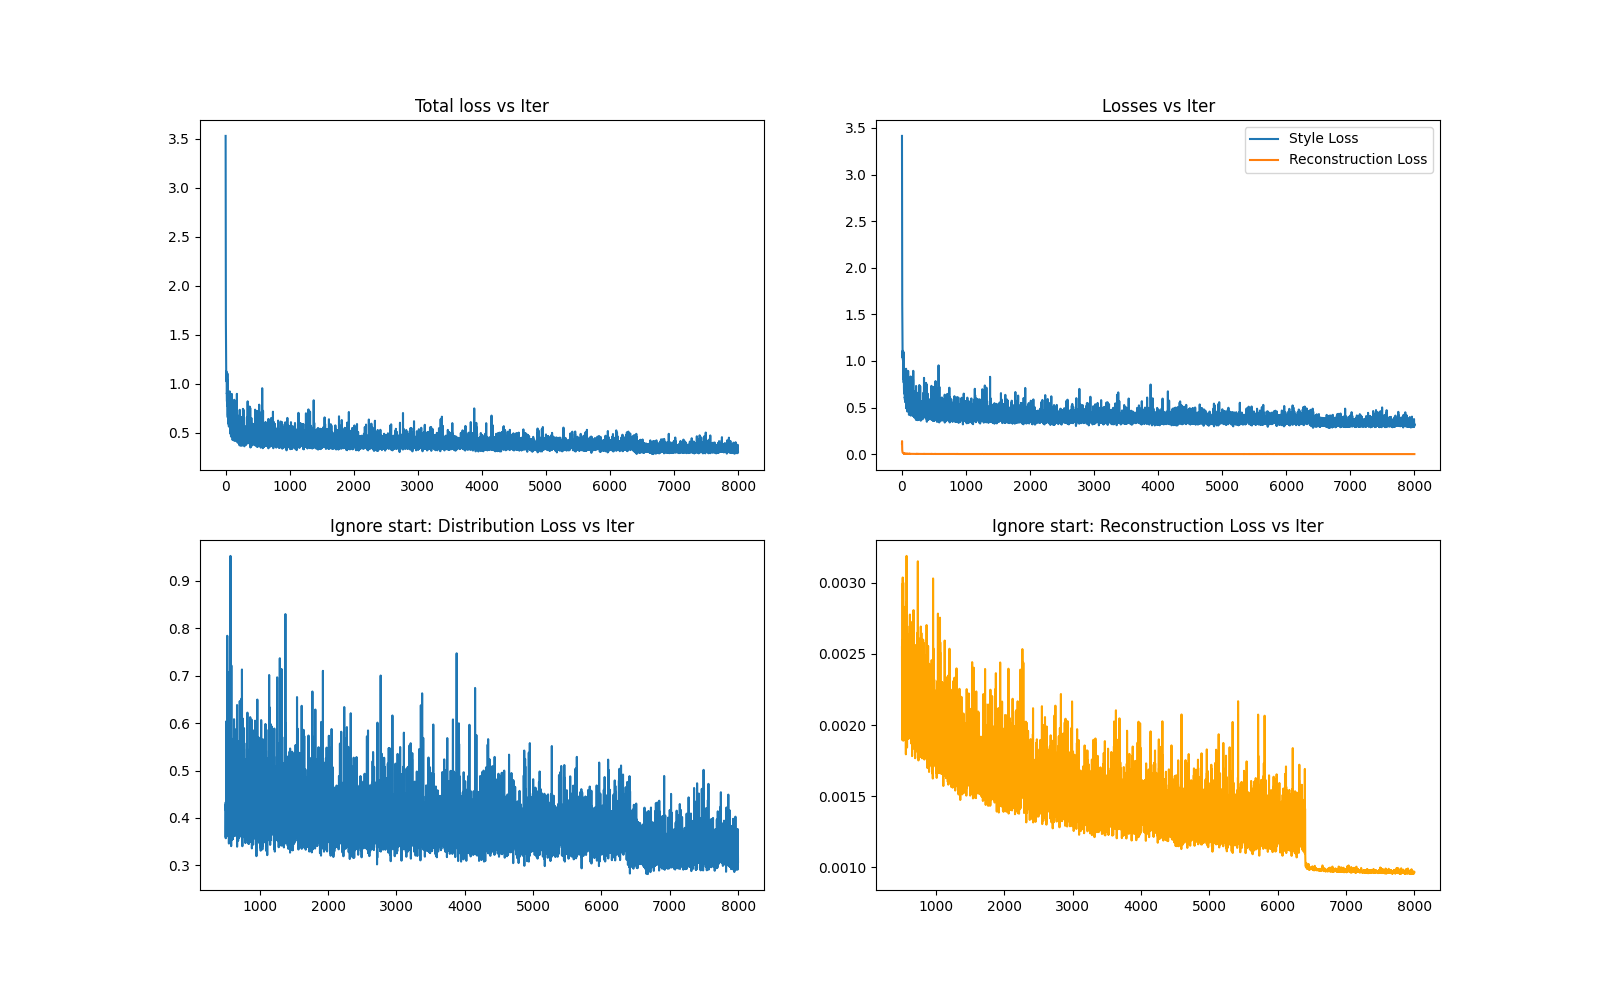 Total loss vs Iter
3.5
3.0
2.5
2.0
1.5
1.0
0.5
0 1000 2000 3000 4000 5000 6000 7000 8000
Losses vs Iter
Style Loss
Reconstruction Loss
3.5
3.0
2.5
2.0
1.5
1.0
0.5
0.0
0 1000 2000 3000 4000 5000 6000 7000 8000
Ignore start: Distribution Loss vs Iter
0.9
0.8
0.7
0.6
0.5
0.4
0.3
1000 2000 3000 4000 5000 6000 7000 8000
Ignore start: Reconstruction Loss vs Iter
0.0030
0.0025
0.0020
0.0015
0.0010
1000 2000 3000 4000 5000 6000 7000 8000